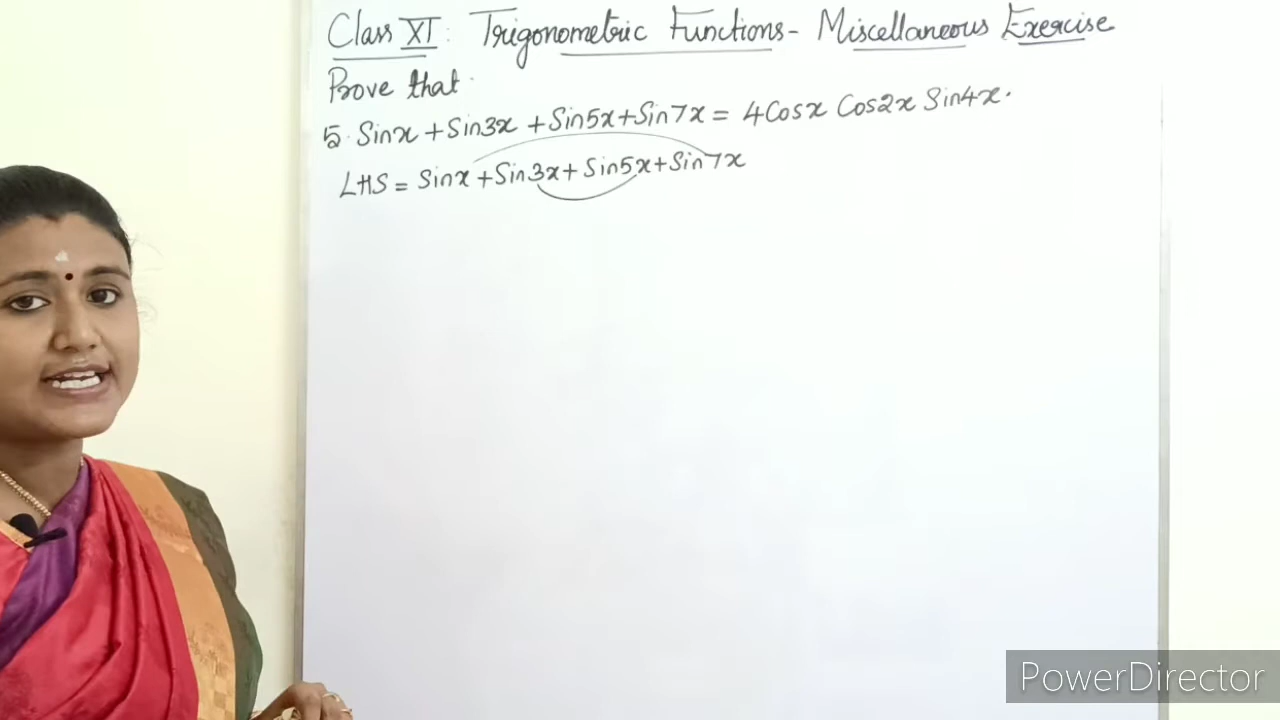 Class XI: Trigonometric Functions- Miscellaneous Exercise
Prove that
5. Sinx + Sin3x + Sin5x + Sin7x = 4Cosx Cos2x Sin4x.
LHS = Sinx + Sin3x + Sin5x + Sin7x
PowerDirector